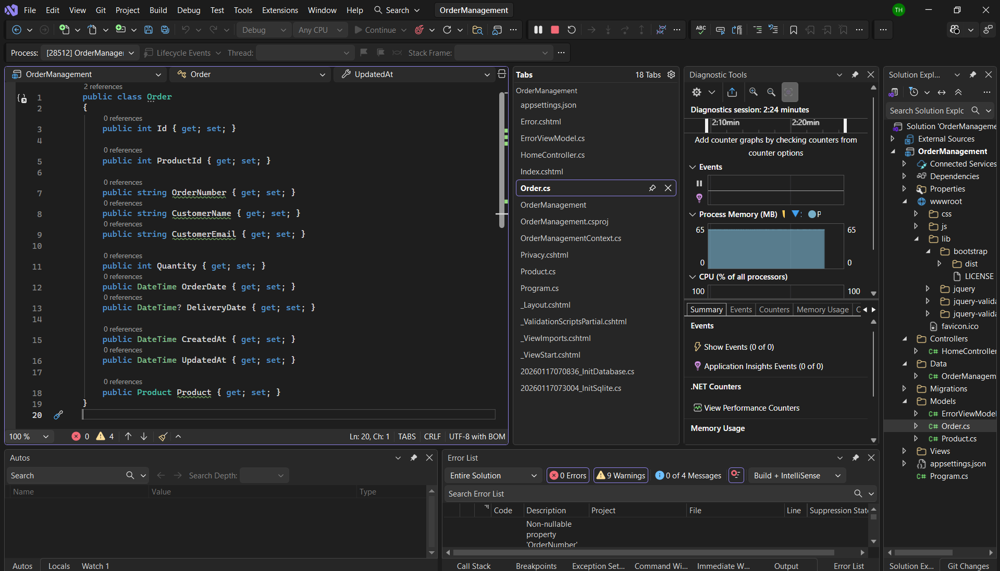 File Edit View Git Project Build Debug Test Tools Extensions Window Help Search OrderManagement TH
Debug Any CPU Continue
Process: [28512] OrderManage Lifecycle Events Thread: Stack Frame:
OrderManagement Order UpdatedAt
2 references
1 public class Order
2 {
0 references
3 public int Id { get; set; }
4
0 references
5 public int ProductId { get; set; }
6
0 references
7 public string OrderNumber { get; set; }
0 references
8 public string CustomerName { get; set; }
0 references
9 public string CustomerEmail { get; set; }
10
0 references
11 public int Quantity { get; set; }
0 references
12 public DateTime OrderDate { get; set; }
0 references
13 public DateTime? DeliveryDate { get; set; }
14
0 references
15 public DateTime CreatedAt { get; set; }
0 references
16 public DateTime UpdatedAt { get; set; }
17
0 references
18 public Product Product { get; set; }
19 }
20
100 % 0 4 Ln: 20, Ch: 1 TABS CRLF UTF-8 with BOM
Tabs 18 Tabs
OrderManagement
appsettings.json
Error.cshtml
ErrorViewModel.cs
HomeController.cs
Index.cshtml
Order.cs
OrderManagement
OrderManagement.csproj
OrderManagementContext.cs
Privacy.cshtml
Product.cs
Program.cs
_Layout.cshtml
_ValidationScriptsPartial.cshtml
_ViewImports.cshtml
_ViewStart.cshtml
20260117070836_InitDatabase.cs
20260117073004_InitSqlite.cs
Diagnostic Tools
Diagnostics session: 2:24 minutes
2:10min 2:20min
Add counter graphs by checking counters from
counter options
Events
Process Memory (MB) P
65 65
0 0
CPU (% of all processors)
100 100
Summary Events Counters Memory Usage C
Events
Show Events (0 of 0)
Application Insights Events (0 of 0)
.NET Counters
View Performance Counters
Memory Usage
Solution Expl...
Search Solution Explo
Solution 'OrderManageme
External Sources
OrderManagement
Connected Services
Dependencies
Properties
wwwroot
css
js
lib
bootstrap
dist
LICENSE
jquery
jquery-valida
jquery-valida
favicon.ico
Controllers
C# HomeController
Data
C# OrderManagem
Migrations
Models
C# ErrorViewModel
C# Order.cs
C# Product.cs
Views
appsettings.json
C# Program.cs
Solution Ex... Git Changes
Autos
Search Search Depth:
Name Value Type
Autos Locals Watch 1
Error List
Entire Solution 0 Errors 9 Warnings 0 of 4 Messages Build + IntelliSense
Search Error List
Code Description Project File Line Suppression State
Non-nullable
property
'OrderNumber'
Call Stack Breakpoints Exception Set... Command Wi... Immediate W... Output Error List